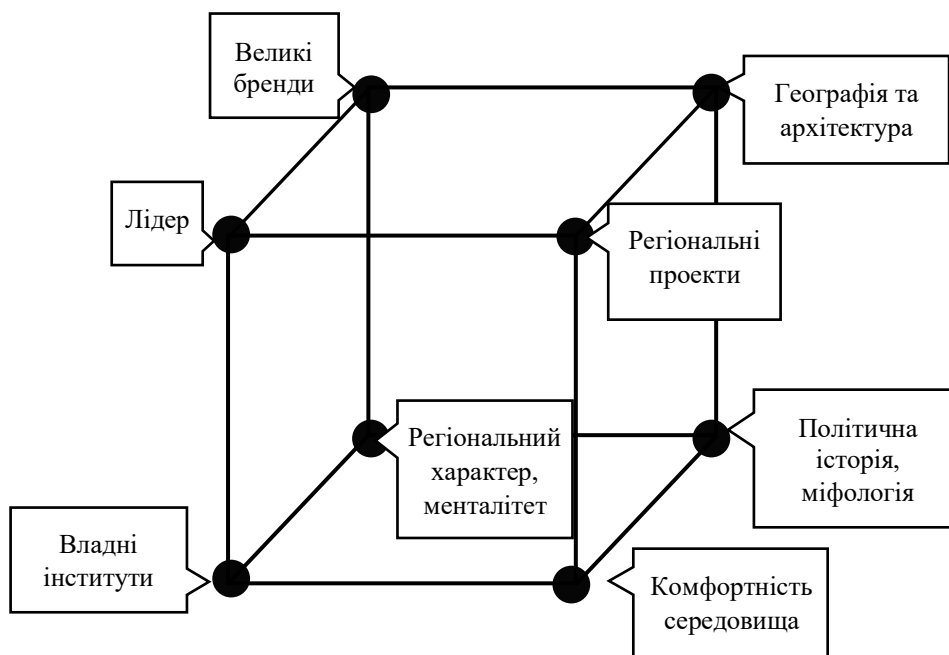 Великі
бренди
Географія та
архітектура
Лідер
Регіональні
проекти
Регіональний
характер,
менталітет
Політична
історія,
міфологія
Владні
інститути
Комфортність
середовища